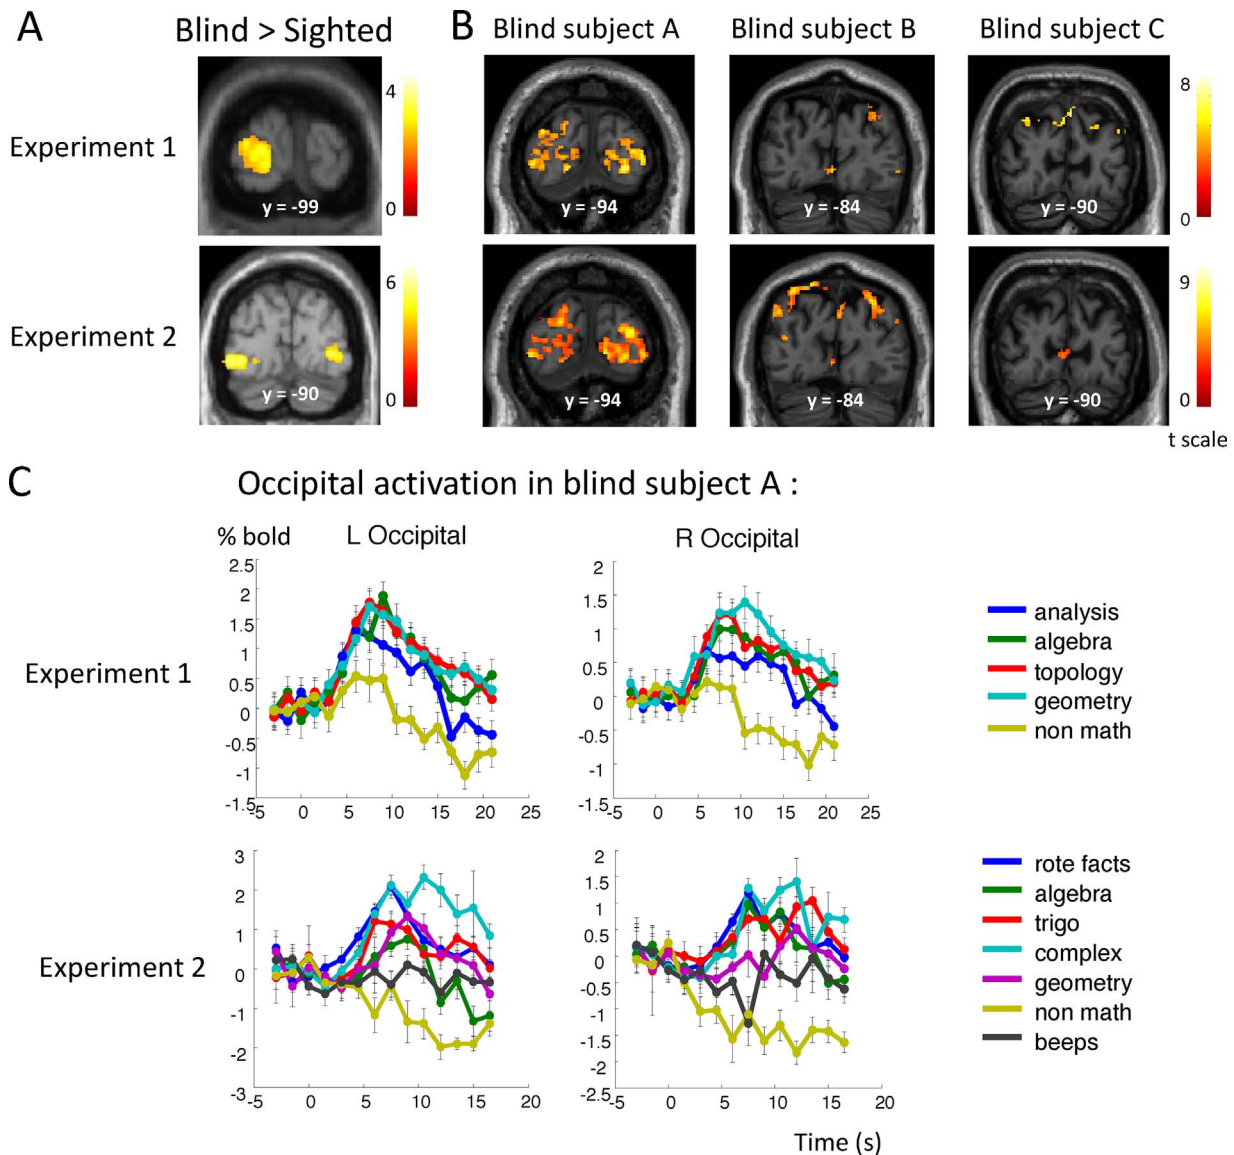 A
Blind > Sighted
B
Blind subject A
Blind subject B
Blind subject C
Experiment 1
4
0
y = -99
y = -94
y = -84
y = -90
8
0
Experiment 2
6
0
y = -90
y = -94
y = -84
y = -90
9
0
t scale
C
Occipital activation in blind subject A :
% bold
L Occipital
R Occipital
Experiment 1
2.5
2
1.5
1
0.5
0
-0.5
-1
-1.5
-5 0 5 10 15 20 25
2
1.5
1
0.5
0
-0.5
-1
-1.5
-5 0 5 10 15 20 25
analysis
algebra
topology
geometry
non math
Experiment 2
3
2
1
0
-1
-2
-3
-5 0 5 10 15 20
2
1.5
1
0.5
0
-0.5
-1
-1.5
-2
-2.5
-5 0 5 10 15 20
rote facts
algebra
trigo
complex
geometry
non math
beeps
Time (s)